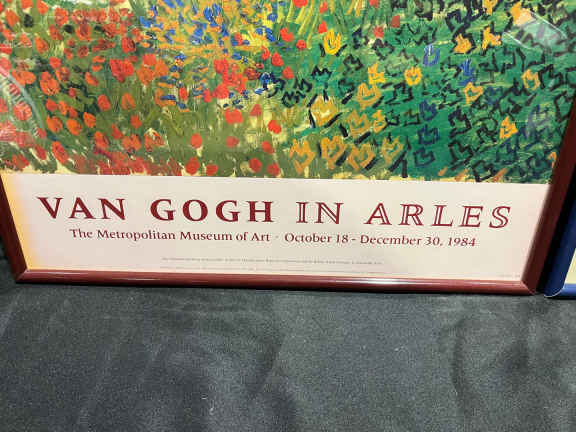 VAN GOGH IN ARLES
The Metropolitan Museum of Art · October 18 - December 30, 1984